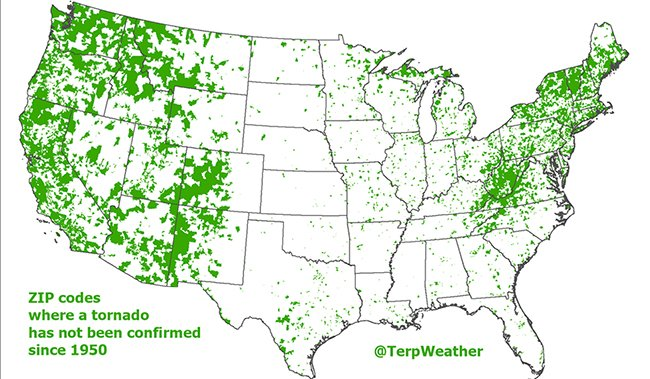 ZIP codes
where a tornado
has not been confirmed
since 1950
@TerpWeather